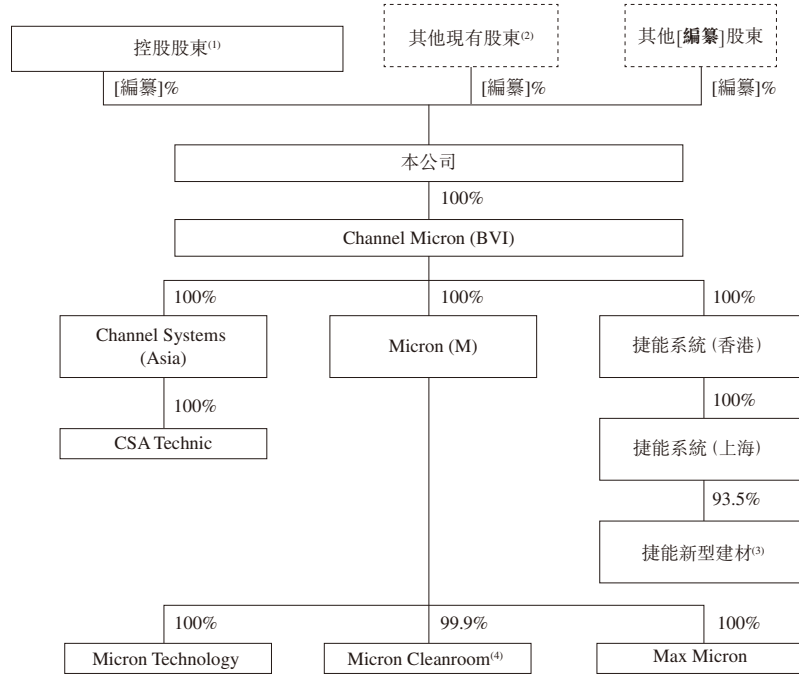 控股股東(1)
其他現有股東(2)
其他[編纂]股東
[編纂]%
[編纂]%
[編纂]%
本公司
100%
Channel Micron (BVI)
100%
100%
100%
Channel Systems
(Asia)
Micron (M)
捷能系統(香港)
100%
100%
CSA Technic
捷能系統(上海)
93.5%
捷能新型建材(3)
100%
99.9%
100%
Micron Technology
Micron Cleanroom(4)
Max Micron